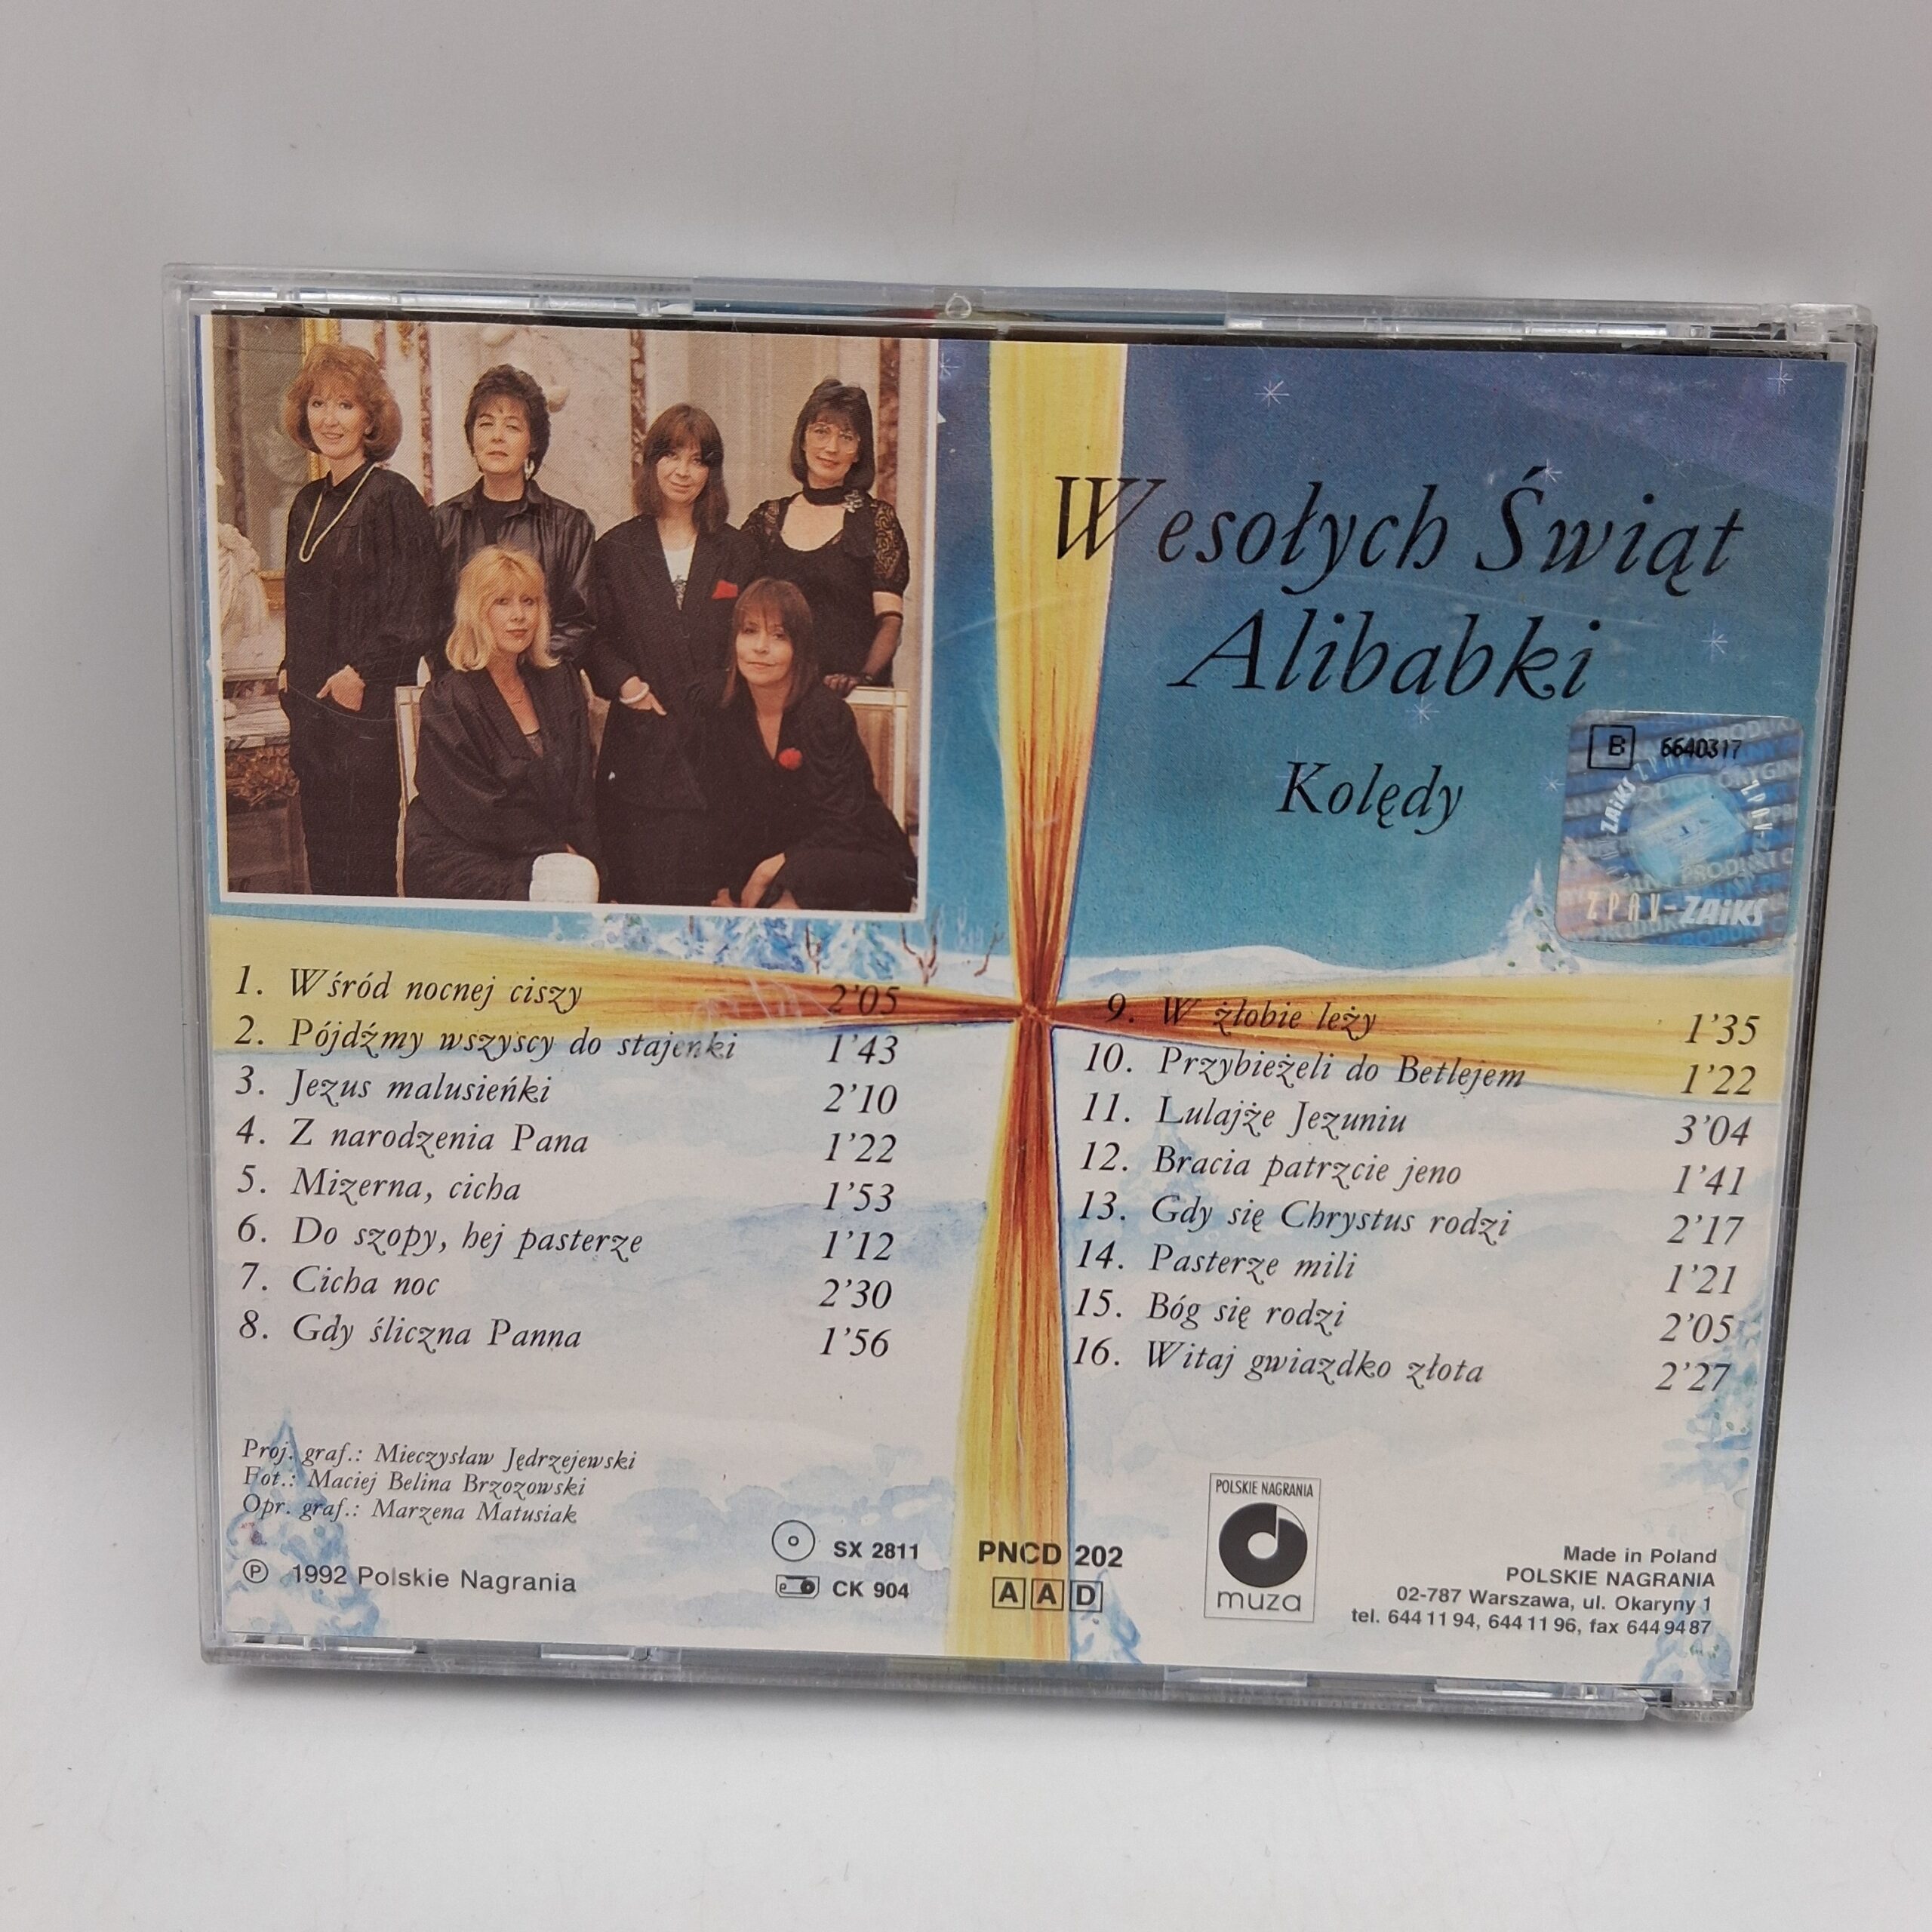 Wesołych Świąt
Alibabki
Kolędy
B 6640317
ZAiKS ZPAV-
ZPAV-ZAiKS
1. Wśród nocnej ciszy 2'05
2. Pójdźmy wszyscy do stajenki 1'43
3. Jezus malusieńki 2'10
4. Z narodzenia Pana 1'22
5. Mizerna, cicha 1'53
6. Do szopy, hej pasterze 1'12
7. Cicha noc 2'30
8. Gdy śliczna Panna 1'56
9. W żłobie leży 1'35
10. Przybieżeli do Betlejem 1'22
11. Lulajże Jezuniu 3'04
12. Bracia patrzcie jeno 1'41
13. Gdy się Chrystus rodzi 2'17
14. Pasterze mili 1'21
15. Bóg się rodzi 2'05
16. Witaj gwiazdko złota 2'27
Proj. graf.: Mieczysław Jędrzejewski
Fot.: Maciej Belina Brzozowski
Opr. graf.: Marzena Matusiak
℗ 1992 Polskie Nagrania
SX 2811
CK 904
PNCD 202
AAD
POLSKIE NAGRANIA
muza
Made in Poland
POLSKIE NAGRANIA
02-787 Warszawa, ul. Okaryny 1
tel. 644 11 94, 644 11 96, fax 644 94 87